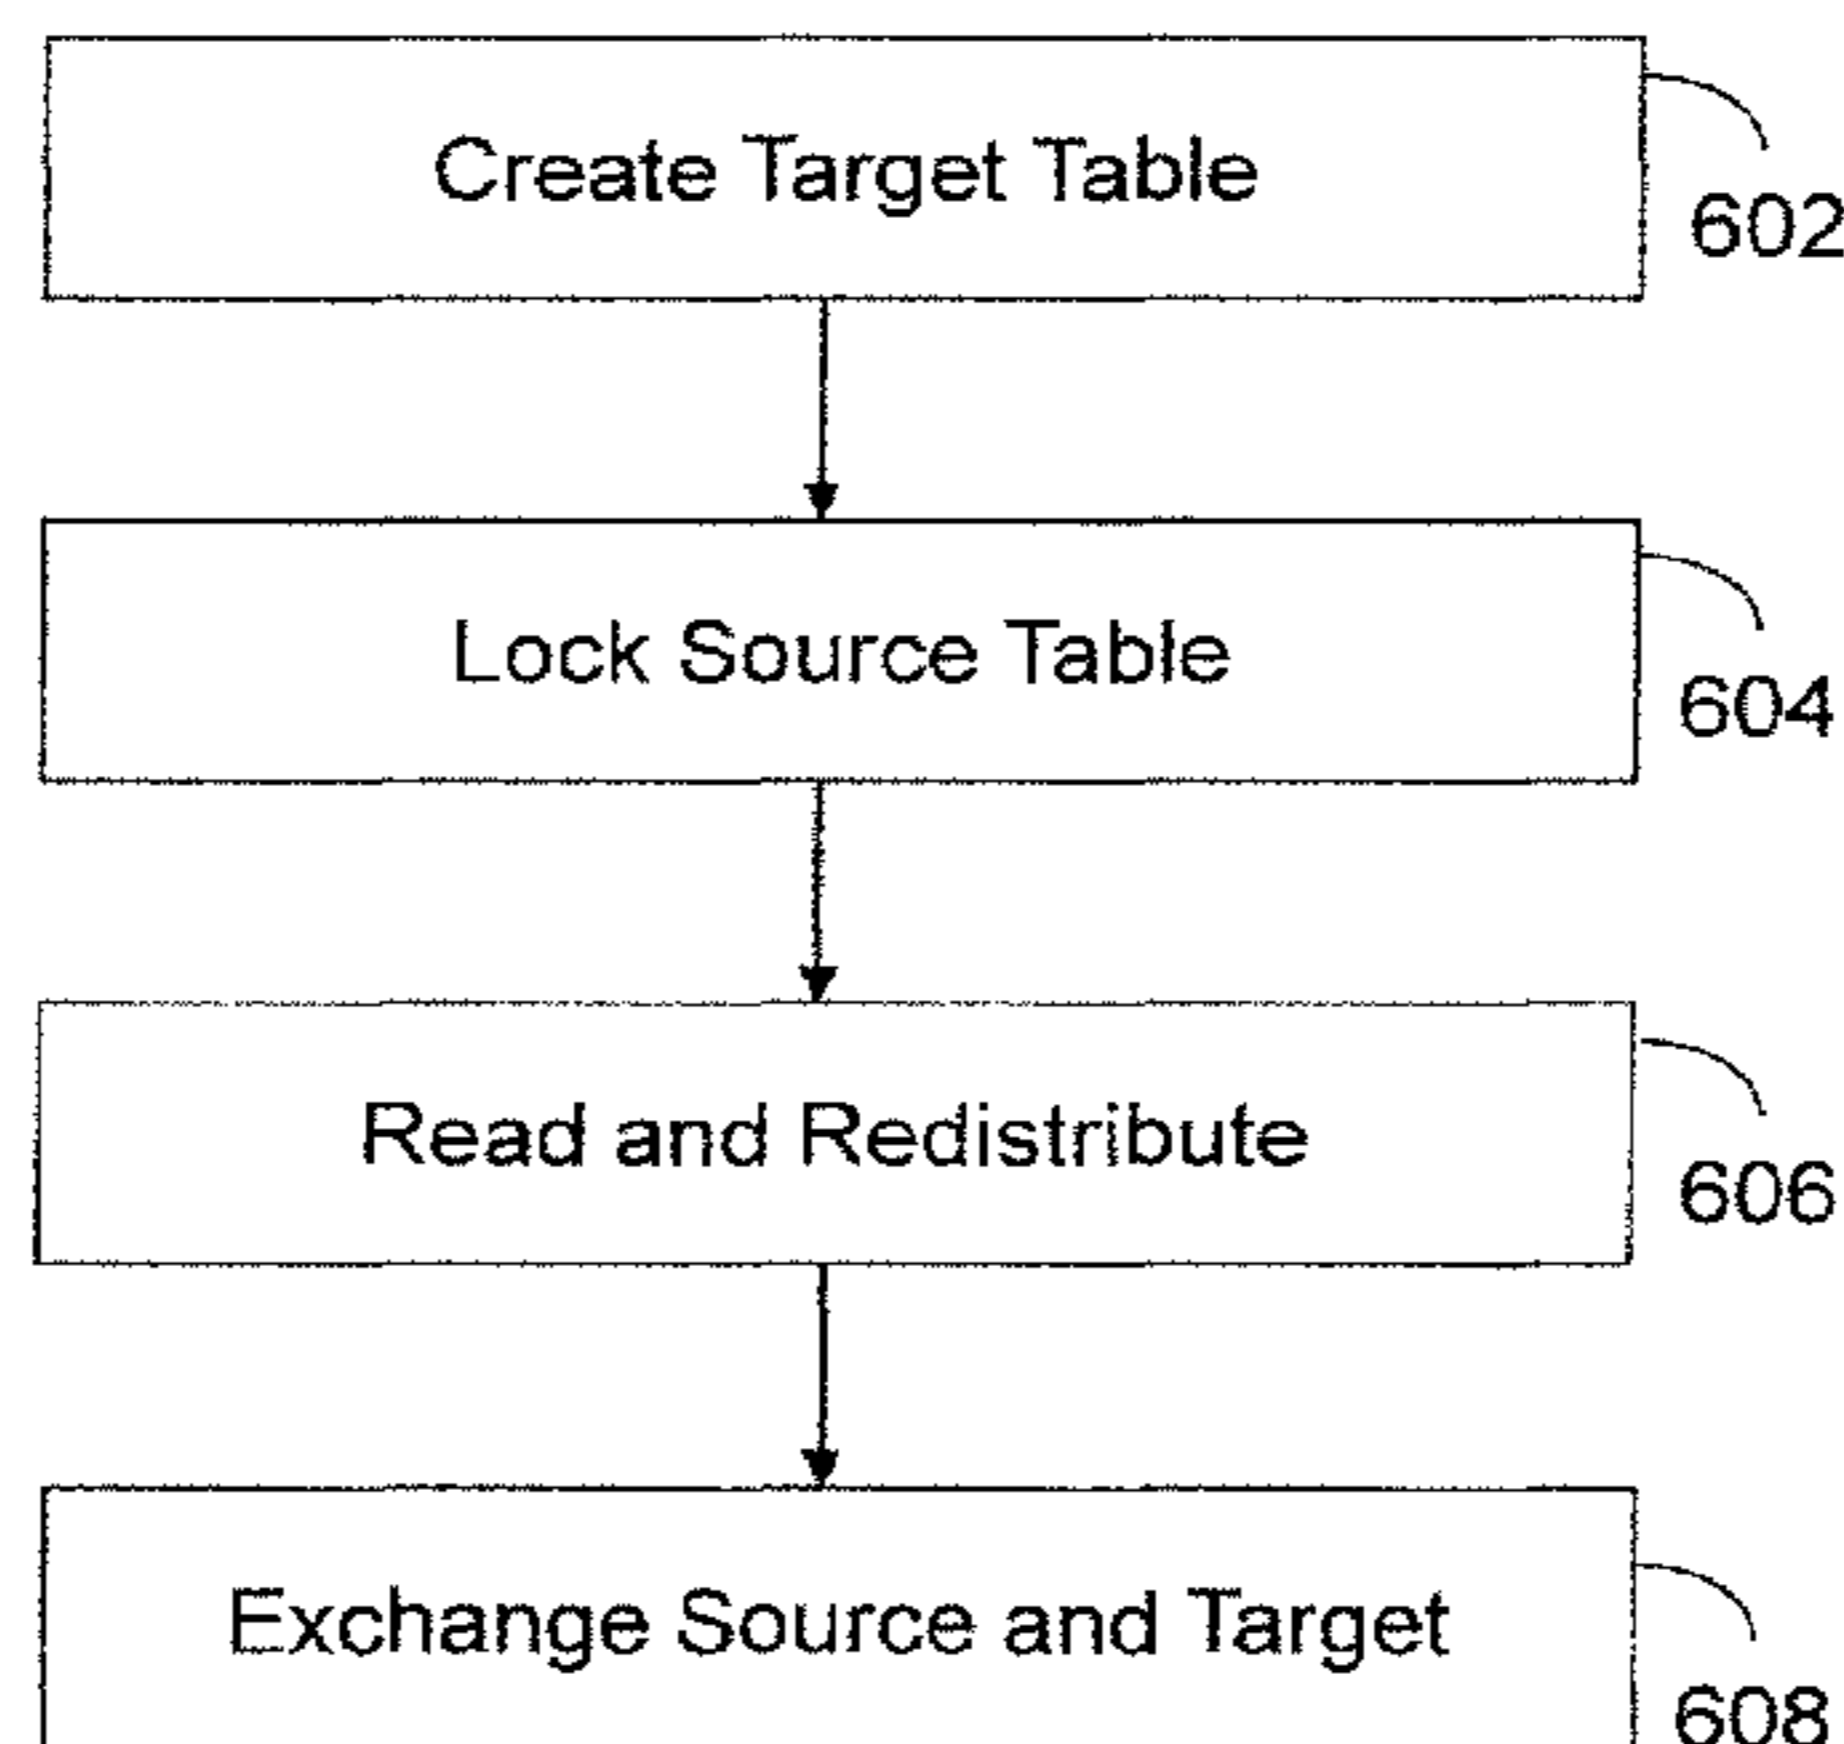 Create Target Table
602
Lock Source Table
604
Read and Redistribute
606
Exchange Source and Target
608